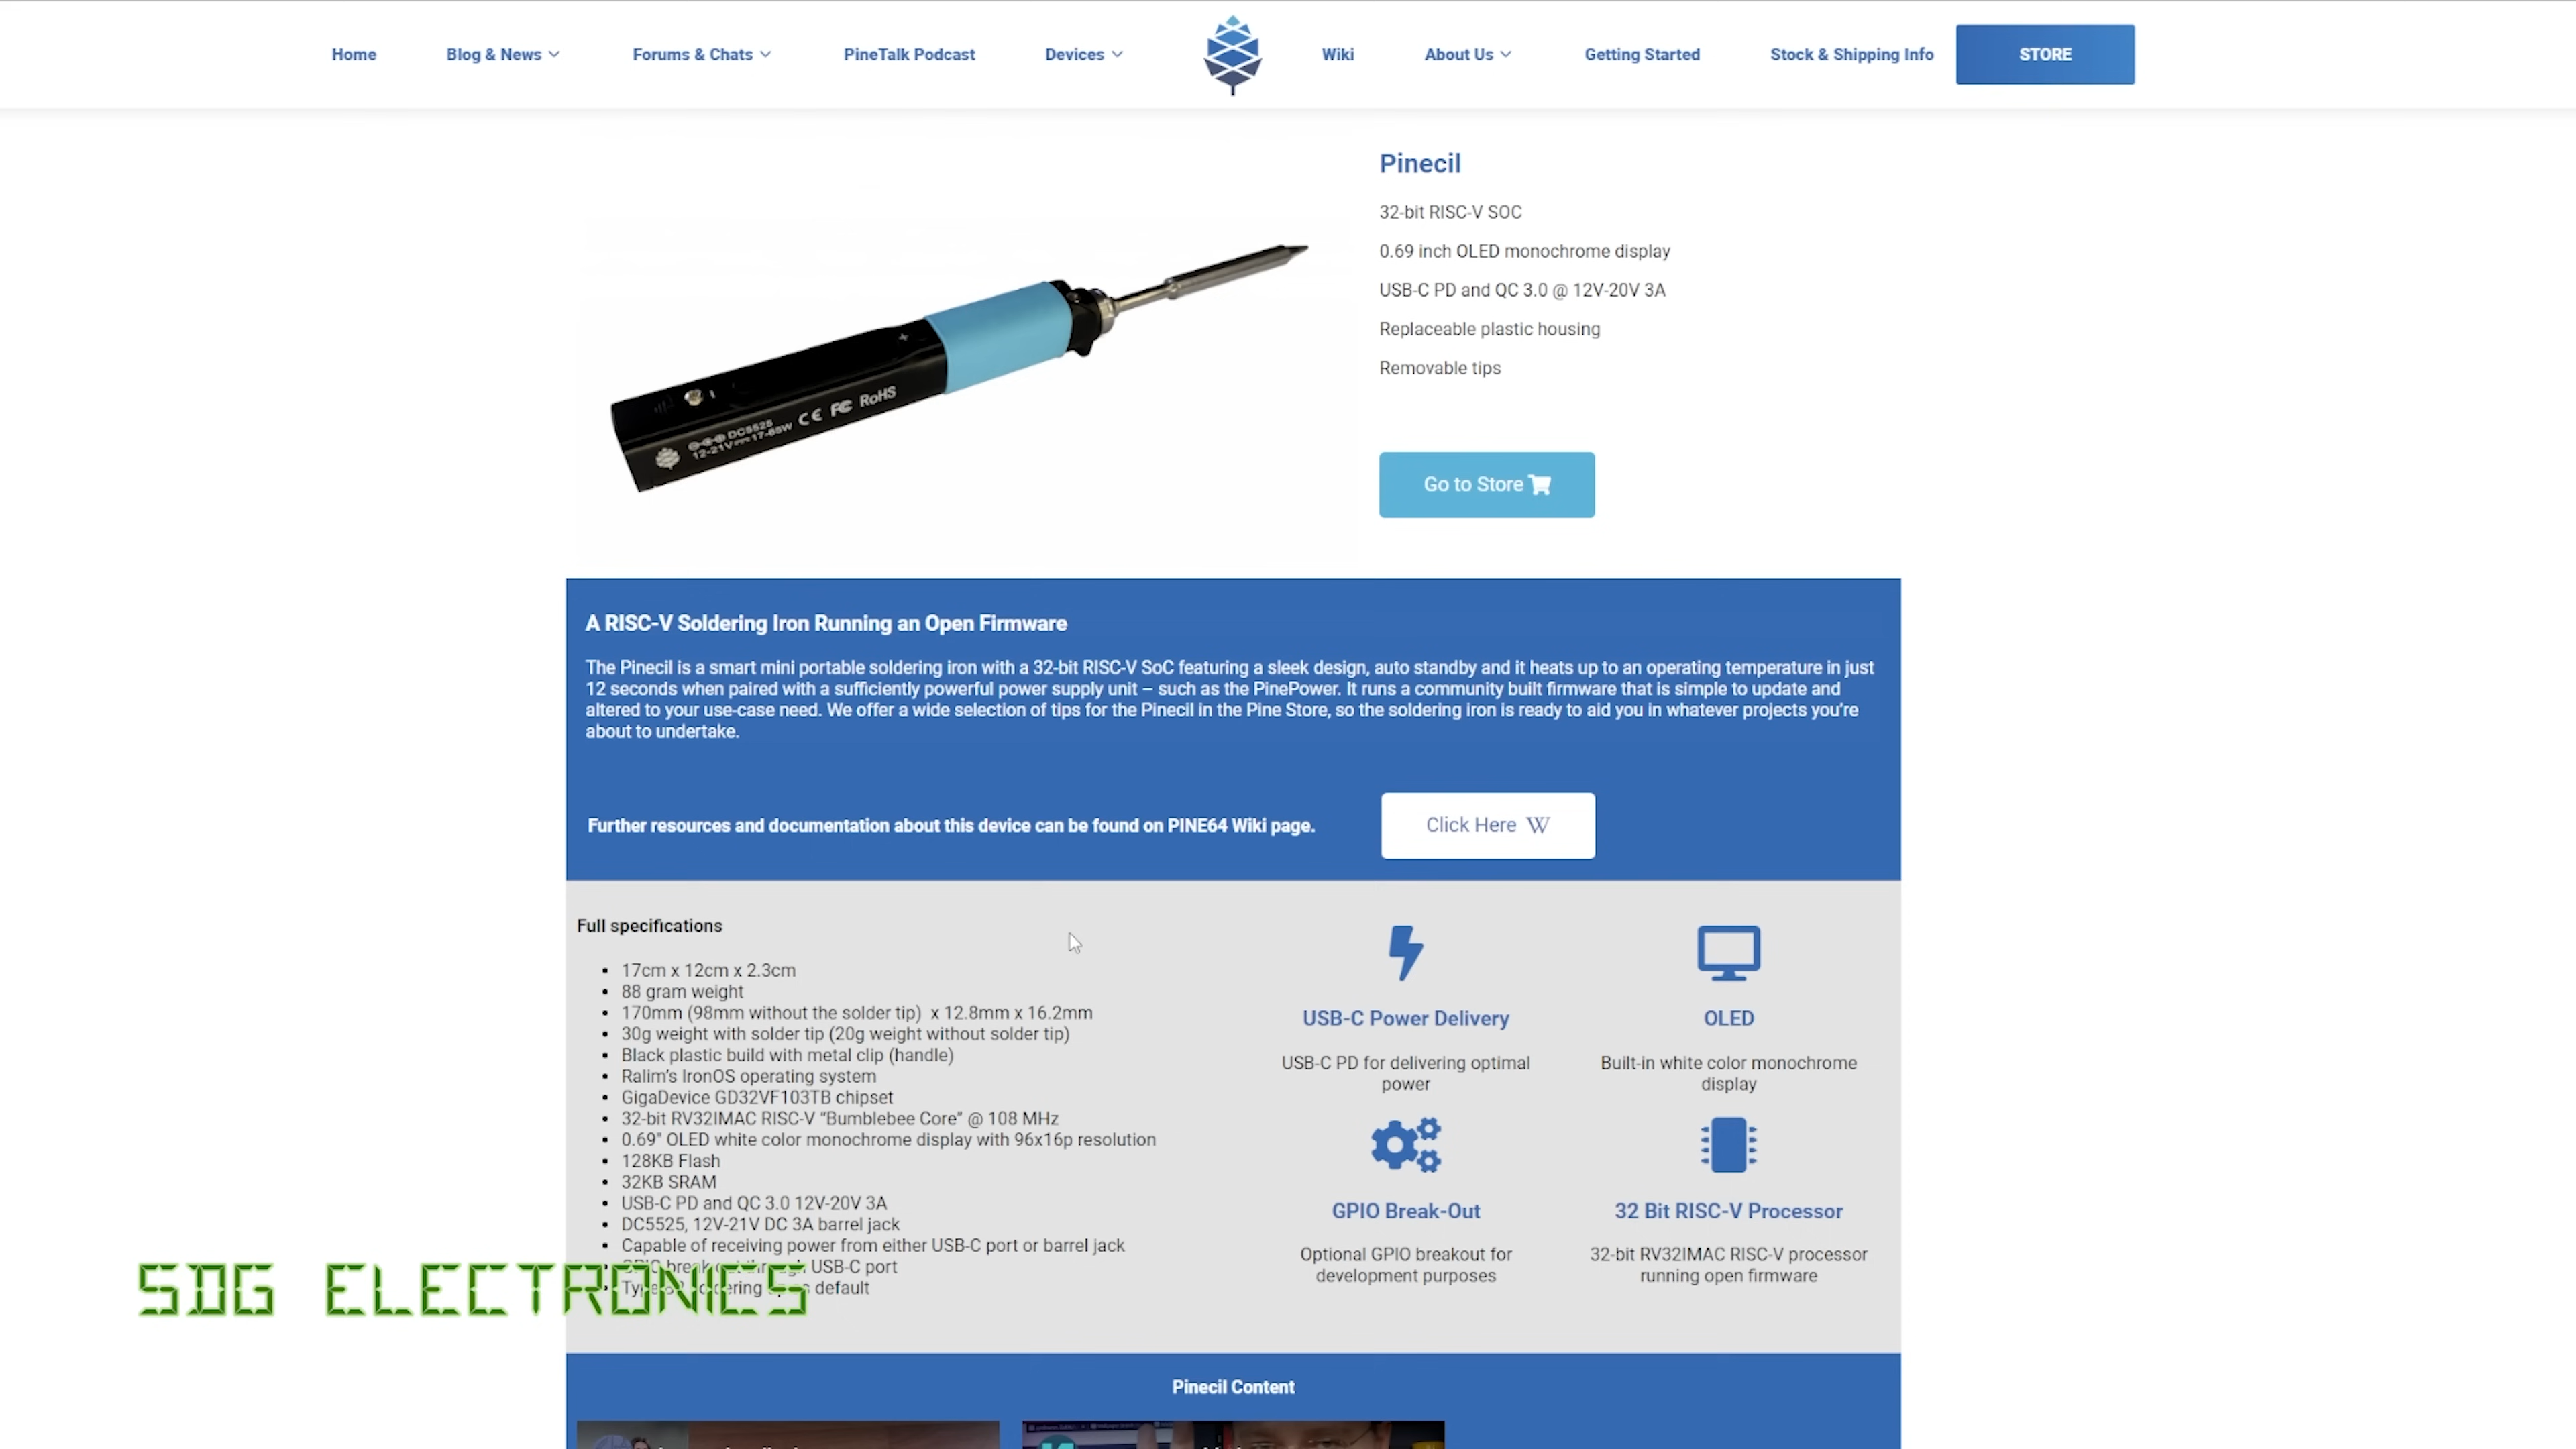 Home
Blog & News
Forums & Chats
PineTalk Podcast
Devices
Wiki
About Us
Getting Started
Stock & Shipping Info
STORE
Pinecil
32-bit RISC-V SOC
0.69 inch OLED monochrome display
USB-C PD and QC 3.0 @ 12V-20V 3A
Replaceable plastic housing
Removable tips
Go to Store
DC5525
12-21V 17-65W
CE FC RoHS
A RISC-V Soldering Iron Running an Open Firmware
The Pinecil is a smart mini portable soldering iron with a 32-bit RISC-V SoC featuring a sleek design, auto standby and it heats up to an operating temperature in just
12 seconds when paired with a sufficiently powerful power supply unit – such as the PinePower. It runs a community built firmware that is simple to update and
altered to your use-case need. We offer a wide selection of tips for the Pinecil in the Pine Store, so the soldering iron is ready to aid you in whatever projects you're
about to undertake.
Further resources and documentation about this device can be found on PINE64 Wiki page.
Click Here W
Full specifications
17cm x 12cm x 2.3cm
88 gram weight
170mm (98mm without the solder tip) x 12.8mm x 16.2mm
30g weight with solder tip (20g weight without solder tip)
Black plastic build with metal clip (handle)
Ralim's IronOS operating system
GigaDevice GD32VF103TB chipset
32-bit RV32IMAC RISC-V “Bumblebee Core” @ 108 MHz
0.69" OLED white color monochrome display with 96x16p resolution
128KB Flash
32KB SRAM
USB-C PD and QC 3.0 12V-20V 3A
DC5525, 12V-21V DC 3A barrel jack
Capable of receiving power from either USB-C port or barrel jack
USB-C port
default
USB-C Power Delivery
USB-C PD for delivering optimal
power
OLED
Built-in white color monochrome
display
GPIO Break-Out
Optional GPIO breakout for
development purposes
32 Bit RISC-V Processor
32-bit RV32IMAC RISC-V processor
running open firmware
SDG ELECTRONICS
Pinecil Content